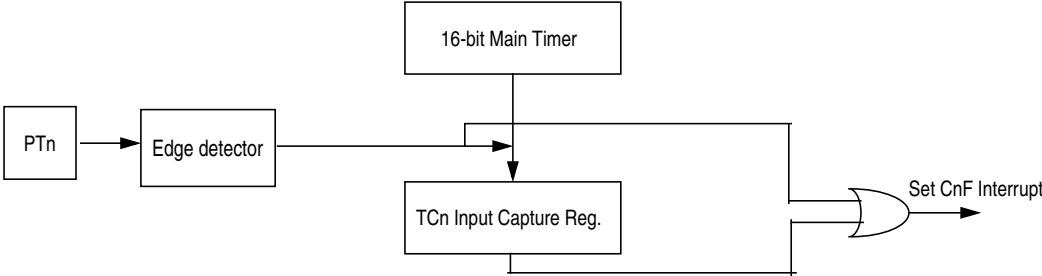 16-bit Main Timer
PTn
Edge detector
TCn Input Capture Reg.
Set CnF Interrupt